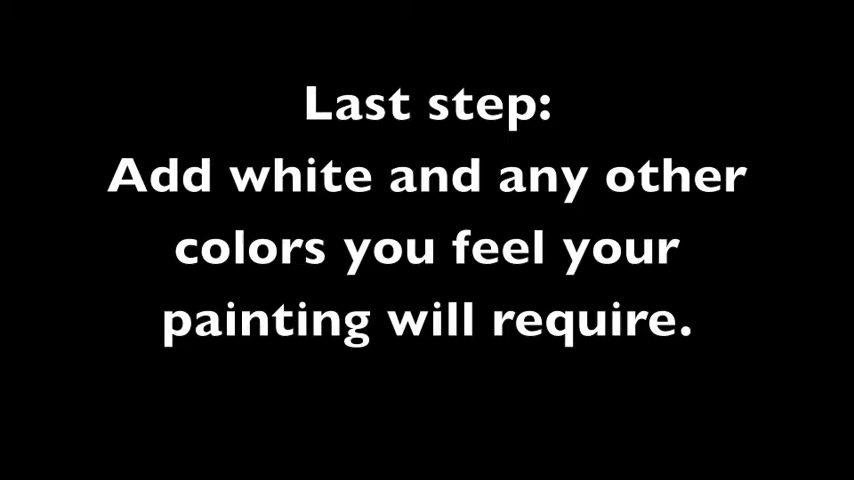 Last step:
Add white and any other
colors you feel your
painting will require.